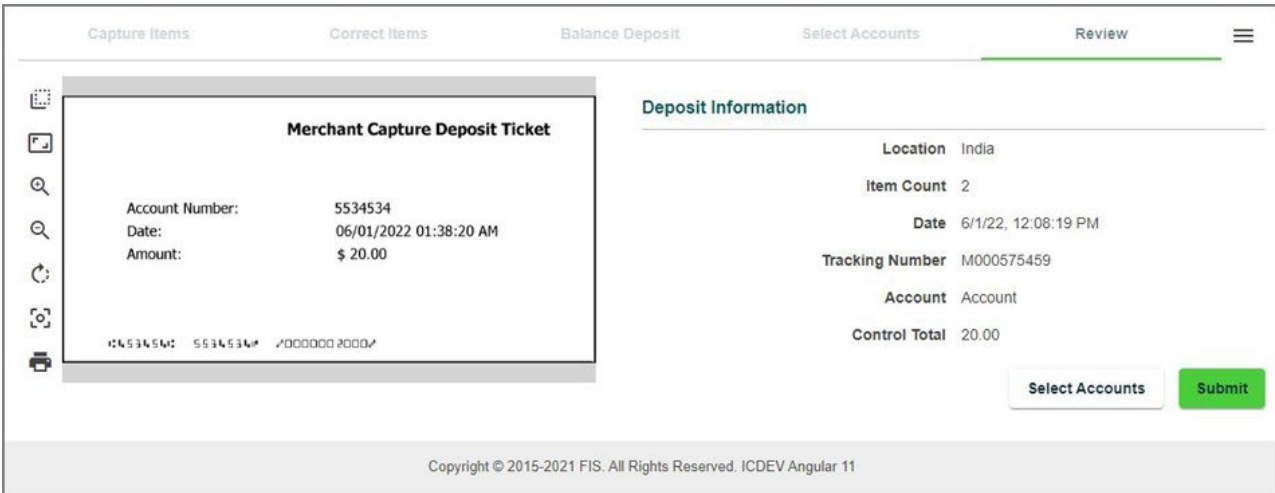 Capture Items Correct Items Balance Deposit Select Accounts Review
Merchant Capture Deposit Ticket
Account Number: 5534534
Date: 06/01/2022 01:38:20 AM
Amount: $ 20.00
⑆453454⑆ 5534534⑈ ⑇0000002000⑇
Deposit Information
Location India
Item Count 2
Date 6/1/22, 12:08:19 PM
Tracking Number M000575459
Account Account
Control Total 20.00
Select Accounts Submit
Copyright © 2015-2021 FIS. All Rights Reserved. ICDEV Angular 11